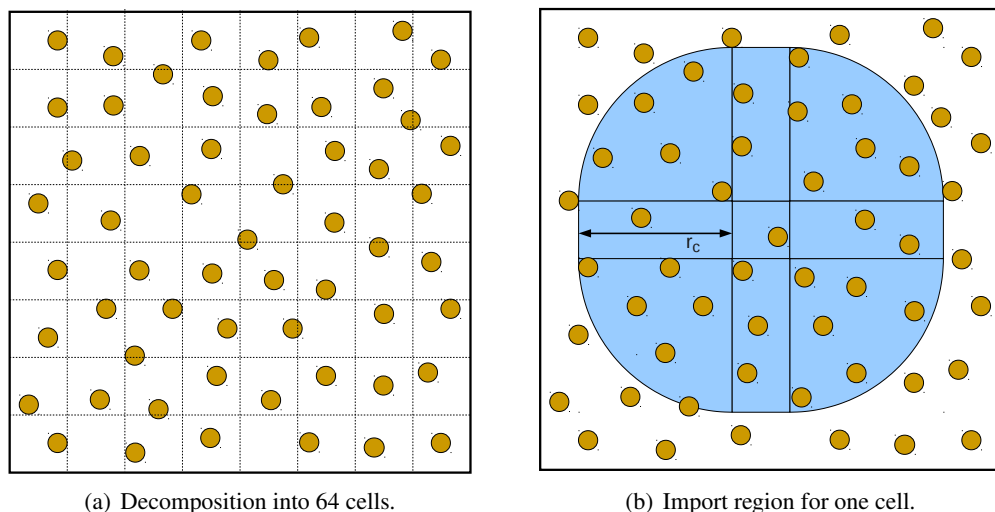 r_c
(a) Decomposition into 64 cells.
(b) Import region for one cell.